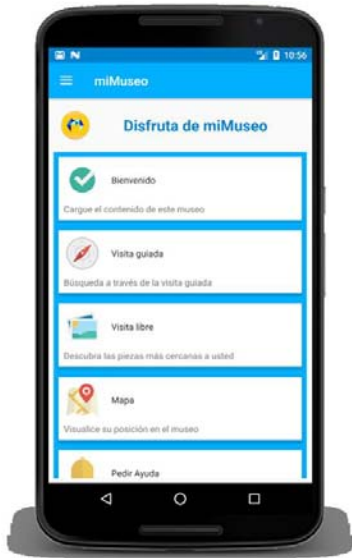 10:56
miMuseo
Disfruta de miMuseo
Bienvenido
Cargue el contenido de este museo
Visita guiada
Búsqueda a través de la visita guiada
Visita libre
Descubra las piezas más cercanas a usted
Mapa
Visualice su posición en el museo
Pedir Ayuda